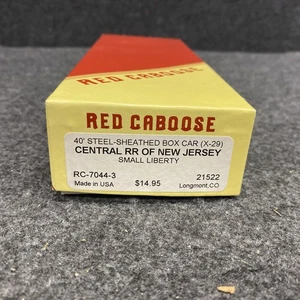 RED CABOOSE
RED CABOOSE
40' STEEL-SHEATHED BOX CAR (X-29)
CENTRAL RR OF NEW JERSEY
SMALL LIBERTY
RC-7044-3 21522
Made in USA $14.95 Longmont,CO